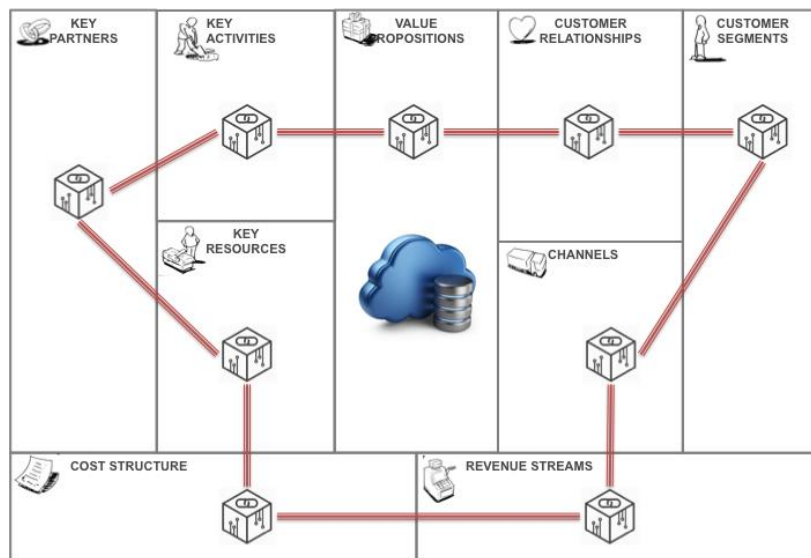 KEY
PARTNERS
KEY
ACTIVITIES
VALUE
PROPOSITIONS
CUSTOMER
RELATIONSHIPS
CUSTOMER
SEGMENTS
KEY
RESOURCES
CHANNELS
COST STRUCTURE
REVENUE STREAMS